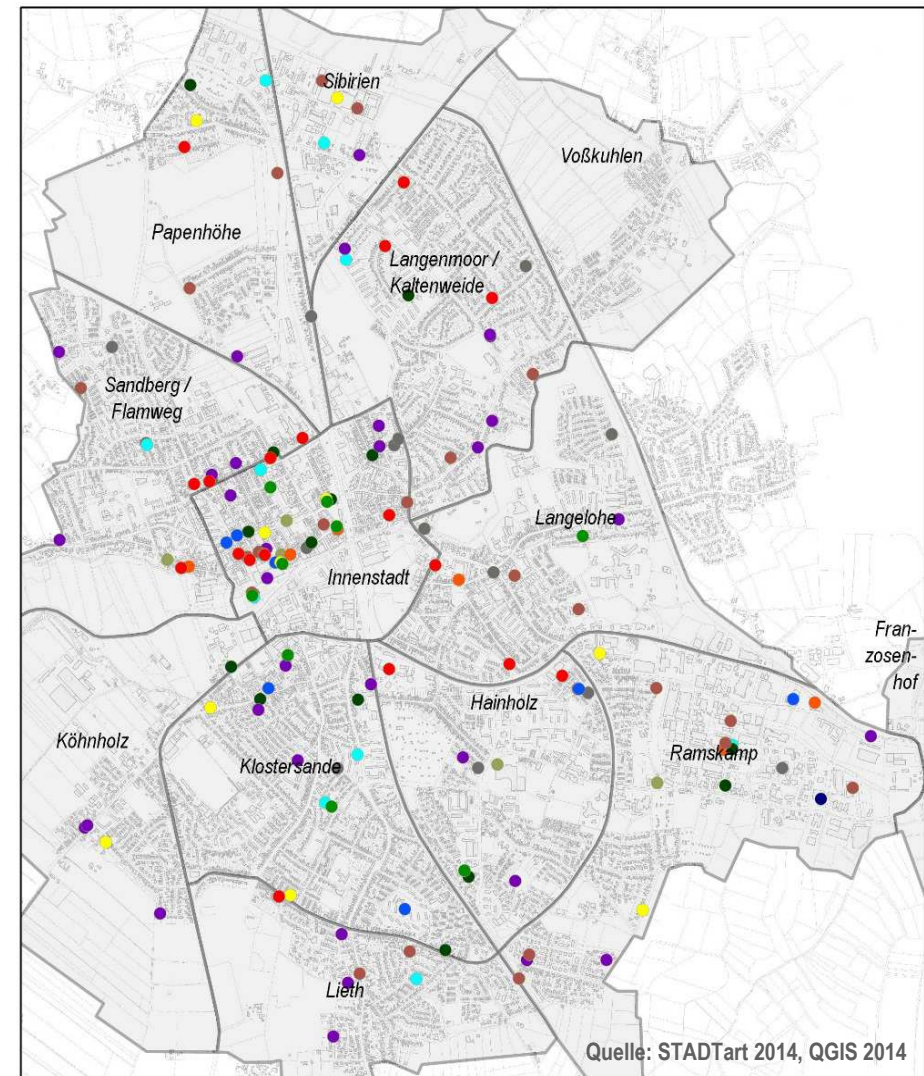 Sibirien
Voßkuhlen
Papenhöhe
Langenmoor /
Kaltenweide
Sandberg /
Flamweg
Langelohe
Innenstadt
Fran-
zosen-
hof
Hainholz
Köhnholz
Klostersande
Ramskamp
Lieth
Quelle: STADTart 2014, QGIS 2014